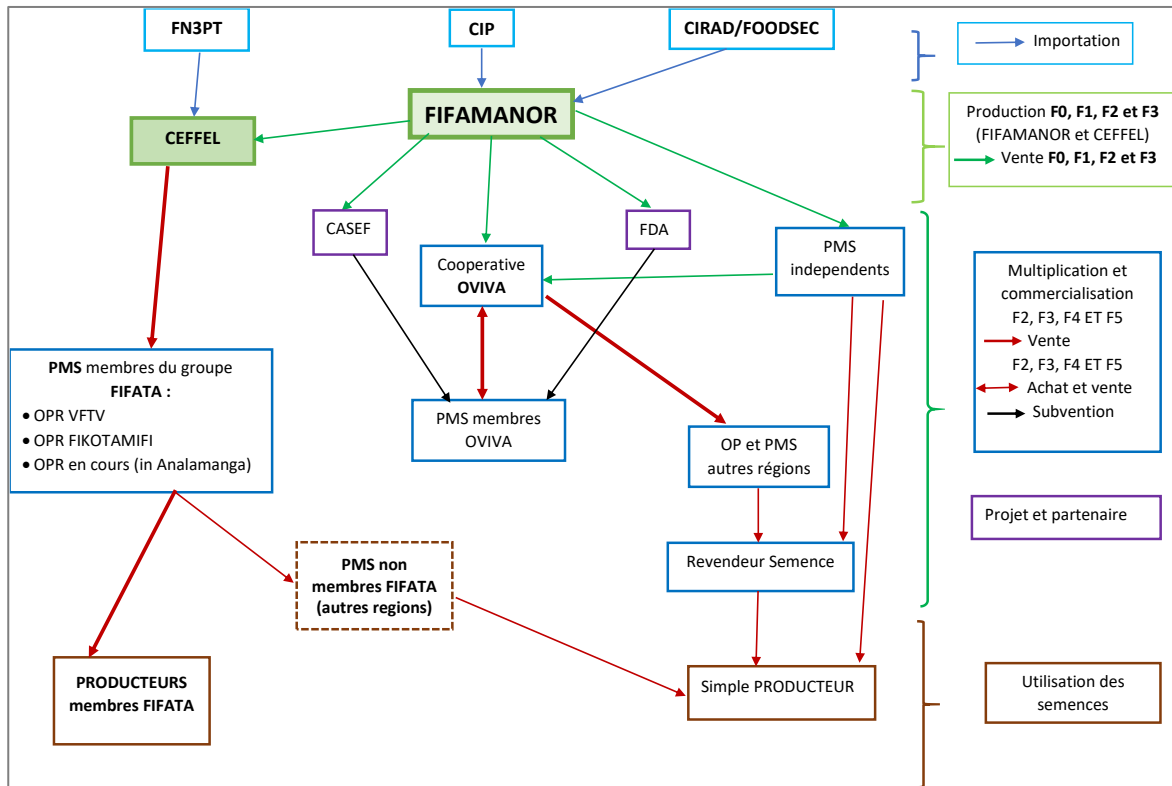 FN3PT
CIP
CIRAD/FOODSEC
Importation
FIFAMANOR
CEFFEL
Production F0, F1, F2 et F3
(FIFAMANOR et CEFFEL)
Vente F0, F1, F2 et F3
CASEF
FDA
Cooperative
OVIVA
PMS
independents
Multiplication et
commercialisation
F2, F3, F4 ET F5
Vente
F2, F3, F4 ET F5
Achat et vente
Subvention
PMS membres du groupe
FIFATA :
• OPR VFTV
• OPR FIKOTAMIFI
• OPR en cours (in Analamanga)
PMS membres
OVIVA
OP et PMS
autres régions
Projet et partenaire
PMS non
membres FIFATA
(autres regions)
Revendeur Semence
PRODUCTEURS
membres FIFATA
Simple PRODUCTEUR
Utilisation des
semences